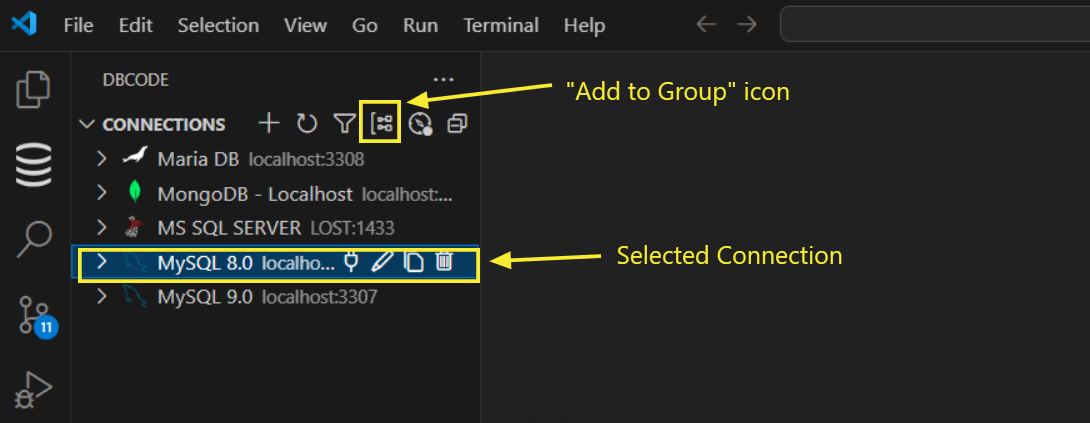 File Edit Selection View Go Run Terminal Help
DBCODE
"Add to Group" icon
CONNECTIONS
Maria DB localhost:3308
MongoDB - Localhost localhost:...
MS SQL SERVER LOST:1433
MySQL 8.0 localho...
Selected Connection
MySQL 9.0 localhost:3307
11